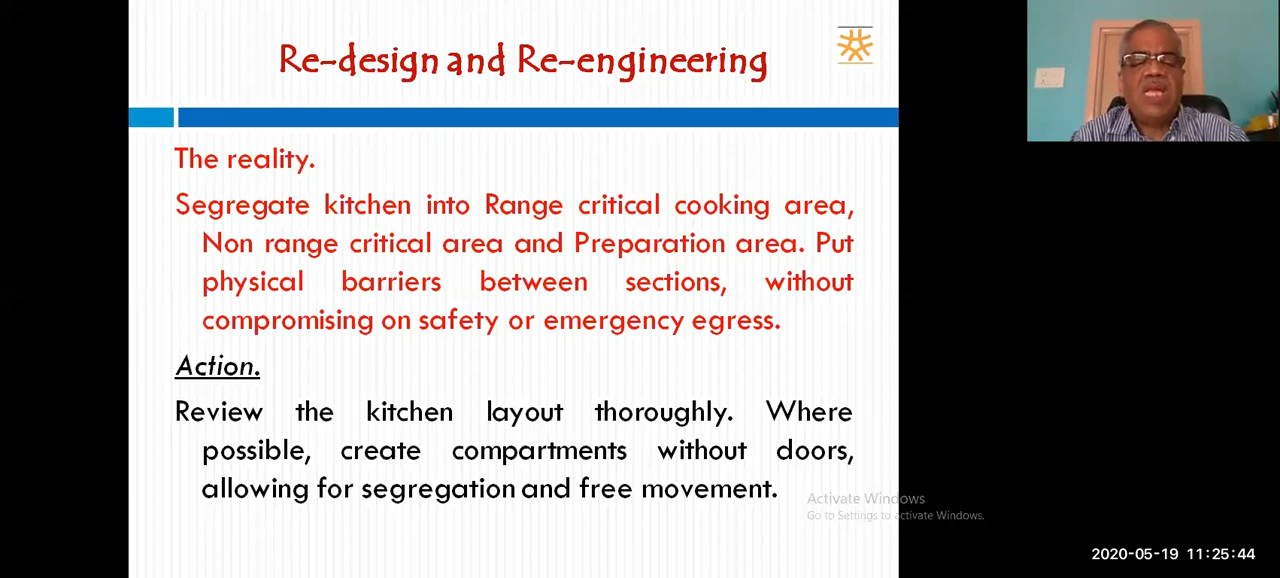 Re-design and Re-engineering
The reality.
Segregate kitchen into Range critical cooking area,
Non range critical area and Preparation area. Put
physical barriers between sections, without
compromising on safety or emergency egress.
Action.
Review the kitchen layout thoroughly. Where
possible, create compartments without doors,
allowing for segregation and free movement.
Activate Windows
Go to Settings to activate Windows.
2020-05-19 11:25:44